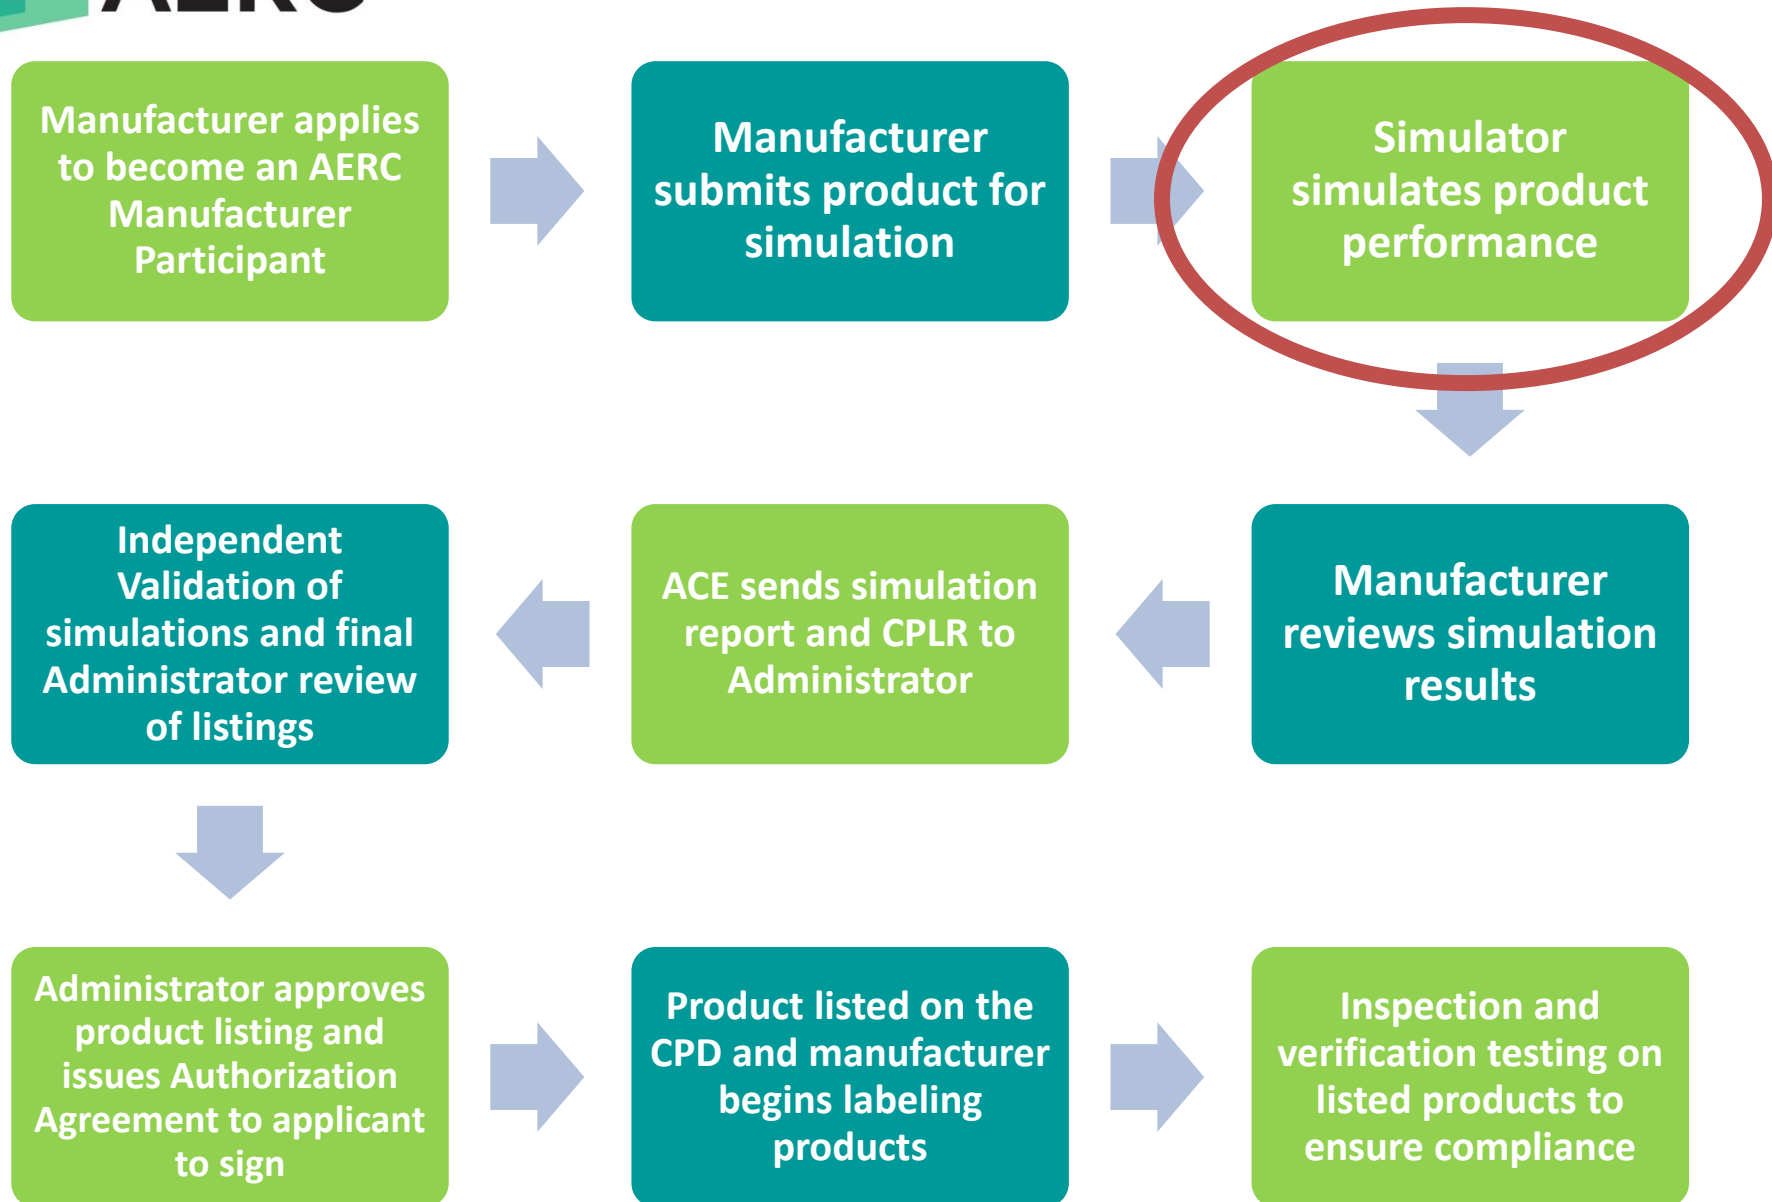 AERC
Manufacturer applies
to become an AERC
Manufacturer
Participant
Manufacturer
submits product for
simulation
Simulator
simulates product
performance
Manufacturer
reviews simulation
results
ACE sends simulation
report and CPLR to
Administrator
Independent
Validation of
simulations and final
Administrator review
of listings
Administrator approves
product listing and
issues Authorization
Agreement to applicant
to sign
Product listed on the
CPD and manufacturer
begins labeling
products
Inspection and
verification testing on
listed products to
ensure compliance